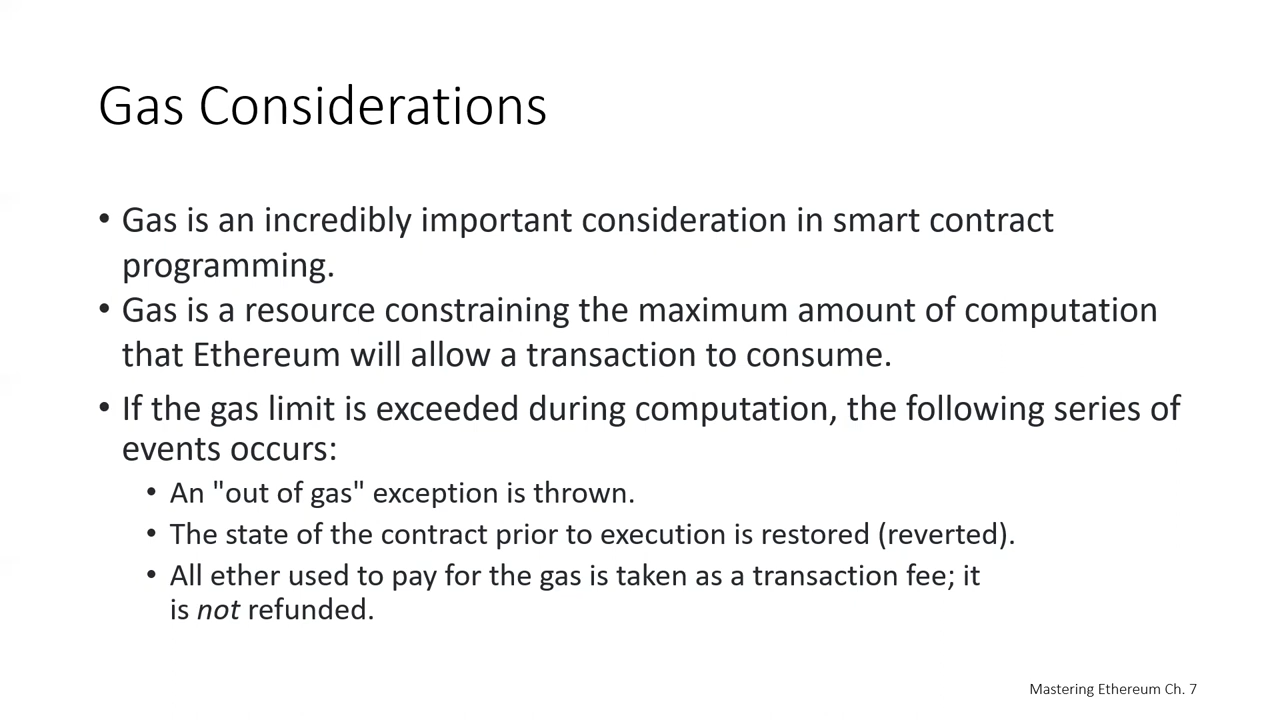 Gas Considerations
• Gas is an incredibly important consideration in smart contract
programming.
• Gas is a resource constraining the maximum amount of computation
that Ethereum will allow a transaction to consume.
• If the gas limit is exceeded during computation, the following series of
events occurs:
• An "out of gas" exception is thrown.
• The state of the contract prior to execution is restored (reverted).
• All ether used to pay for the gas is taken as a transaction fee; it
is not refunded.
Mastering Ethereum Ch. 7